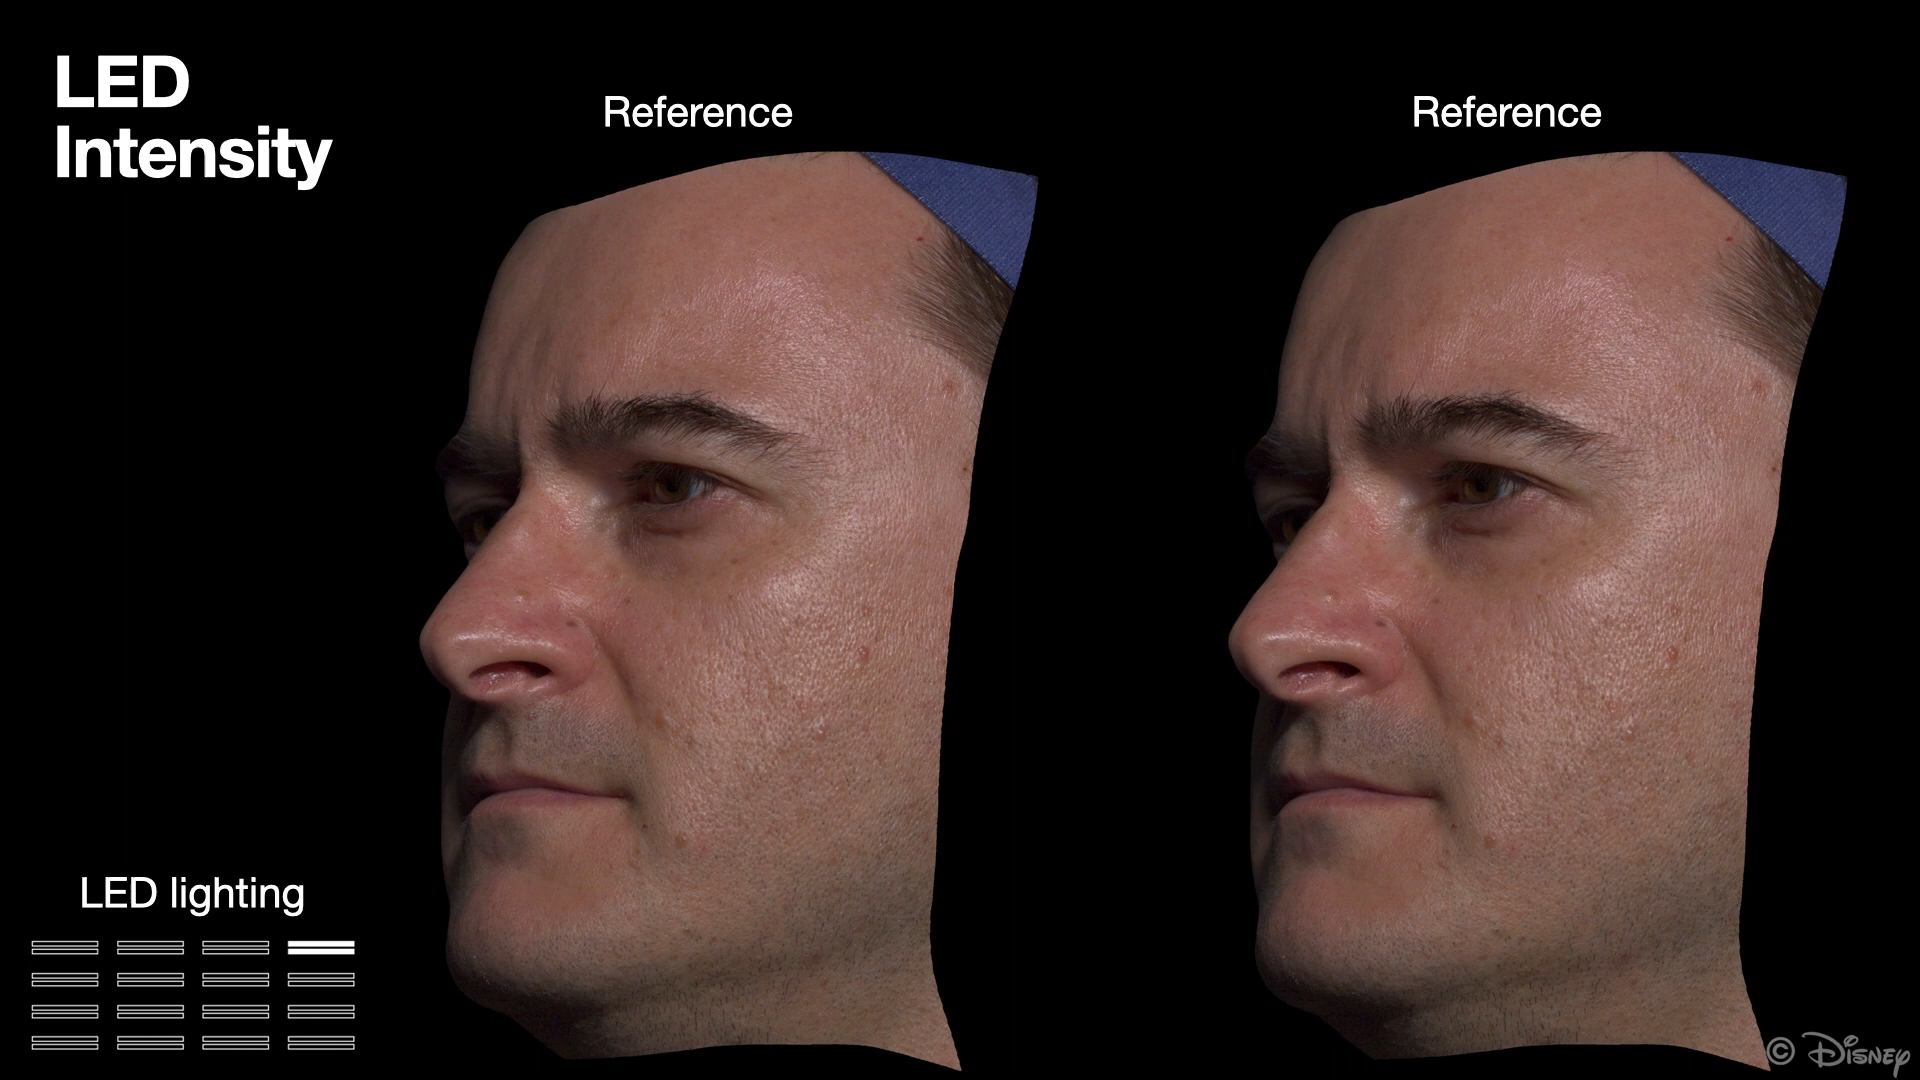 LED
Intensity
Reference
Reference
LED lighting
© Disney